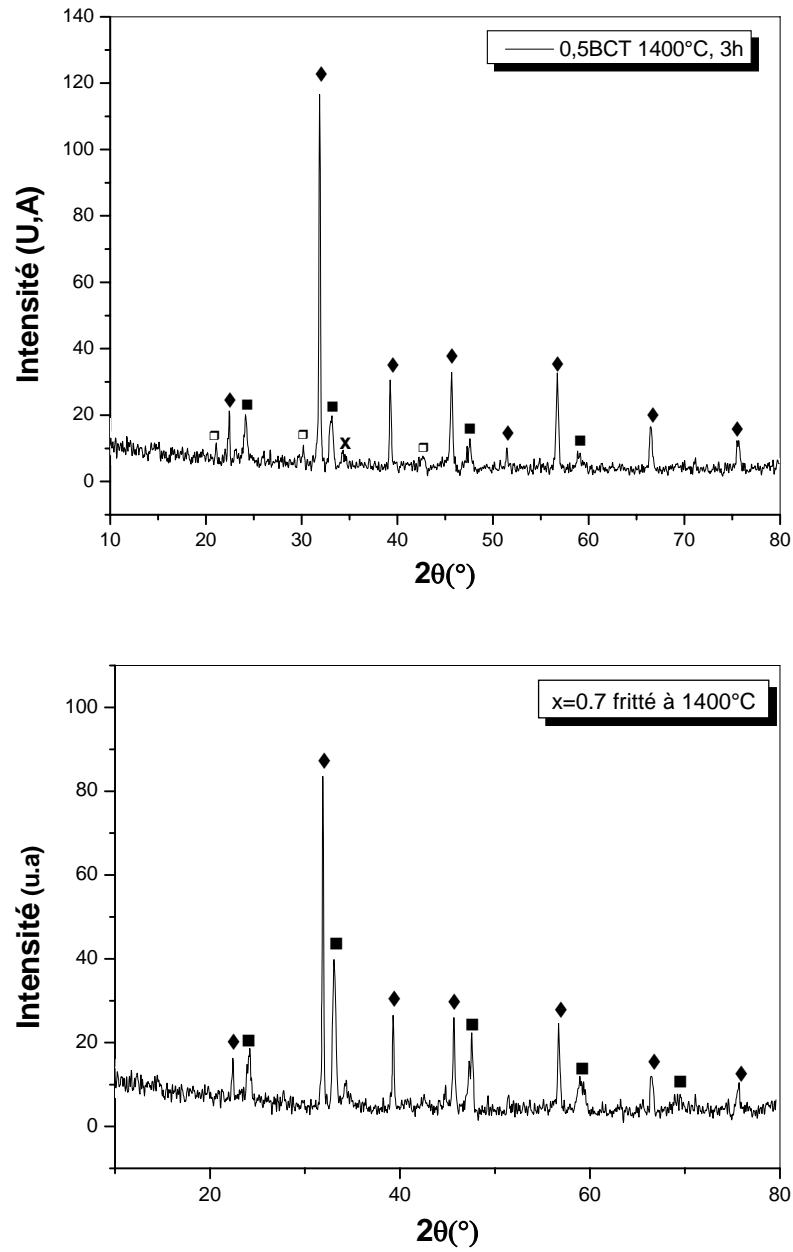 140
120
100
80
60
40
20
0
Intensité (U,A)
0,5BCT 1400°C, 3h
x
10 20 30 40 50 60 70 80
2θ(°)
100
80
60
40
20
0
Intensité (u.a)
x=0.7 fritté à 1400°C
20 40 60 80
2θ(°)